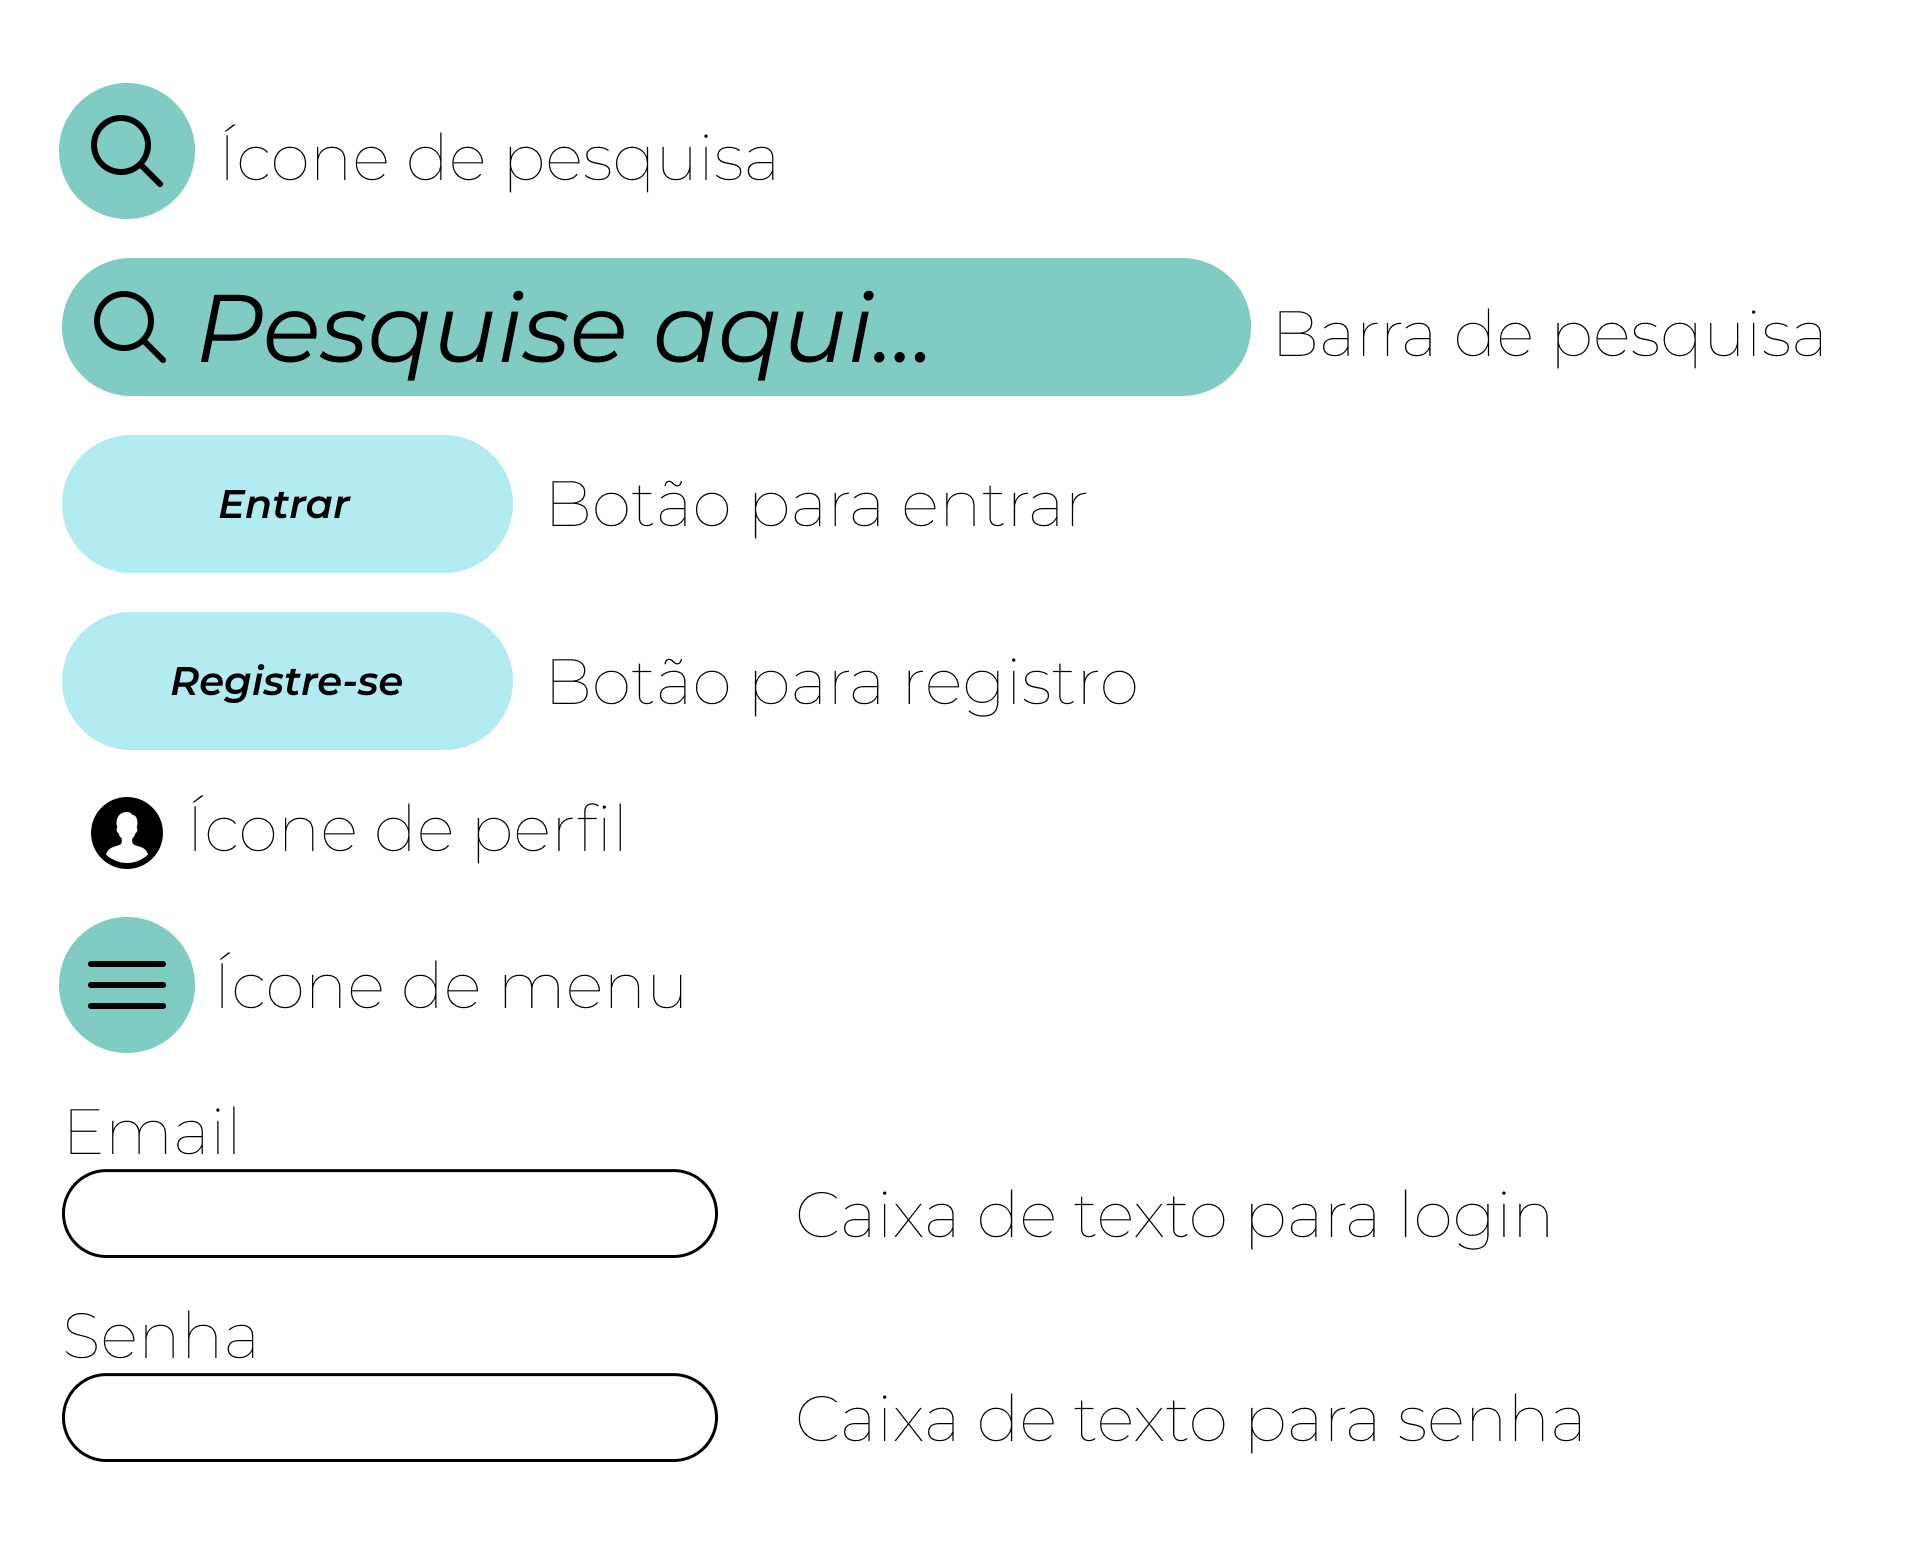 Ícone de pesquisa
Pesquise aqui...
Barra de pesquisa
Entrar
Botão para entrar
Registre-se
Botão para registro
Ícone de perfil
Ícone de menu
Email
Caixa de texto para login
Senha
Caixa de texto para senha